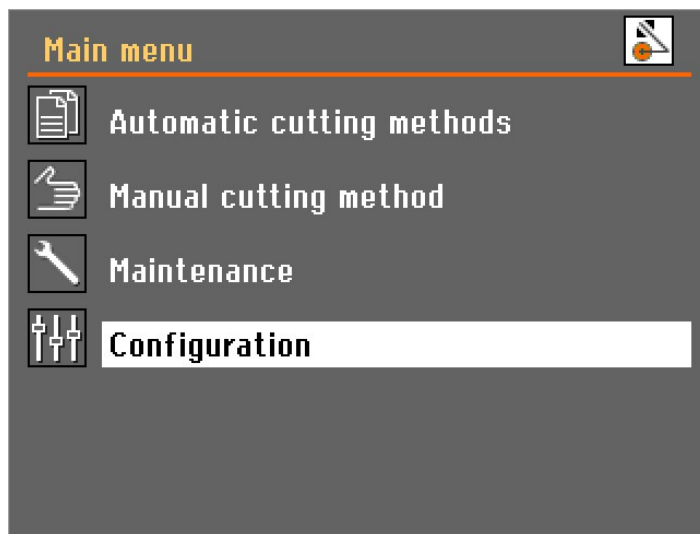 Main menu
Automatic cutting methods
Manual cutting method
Maintenance
Configuration